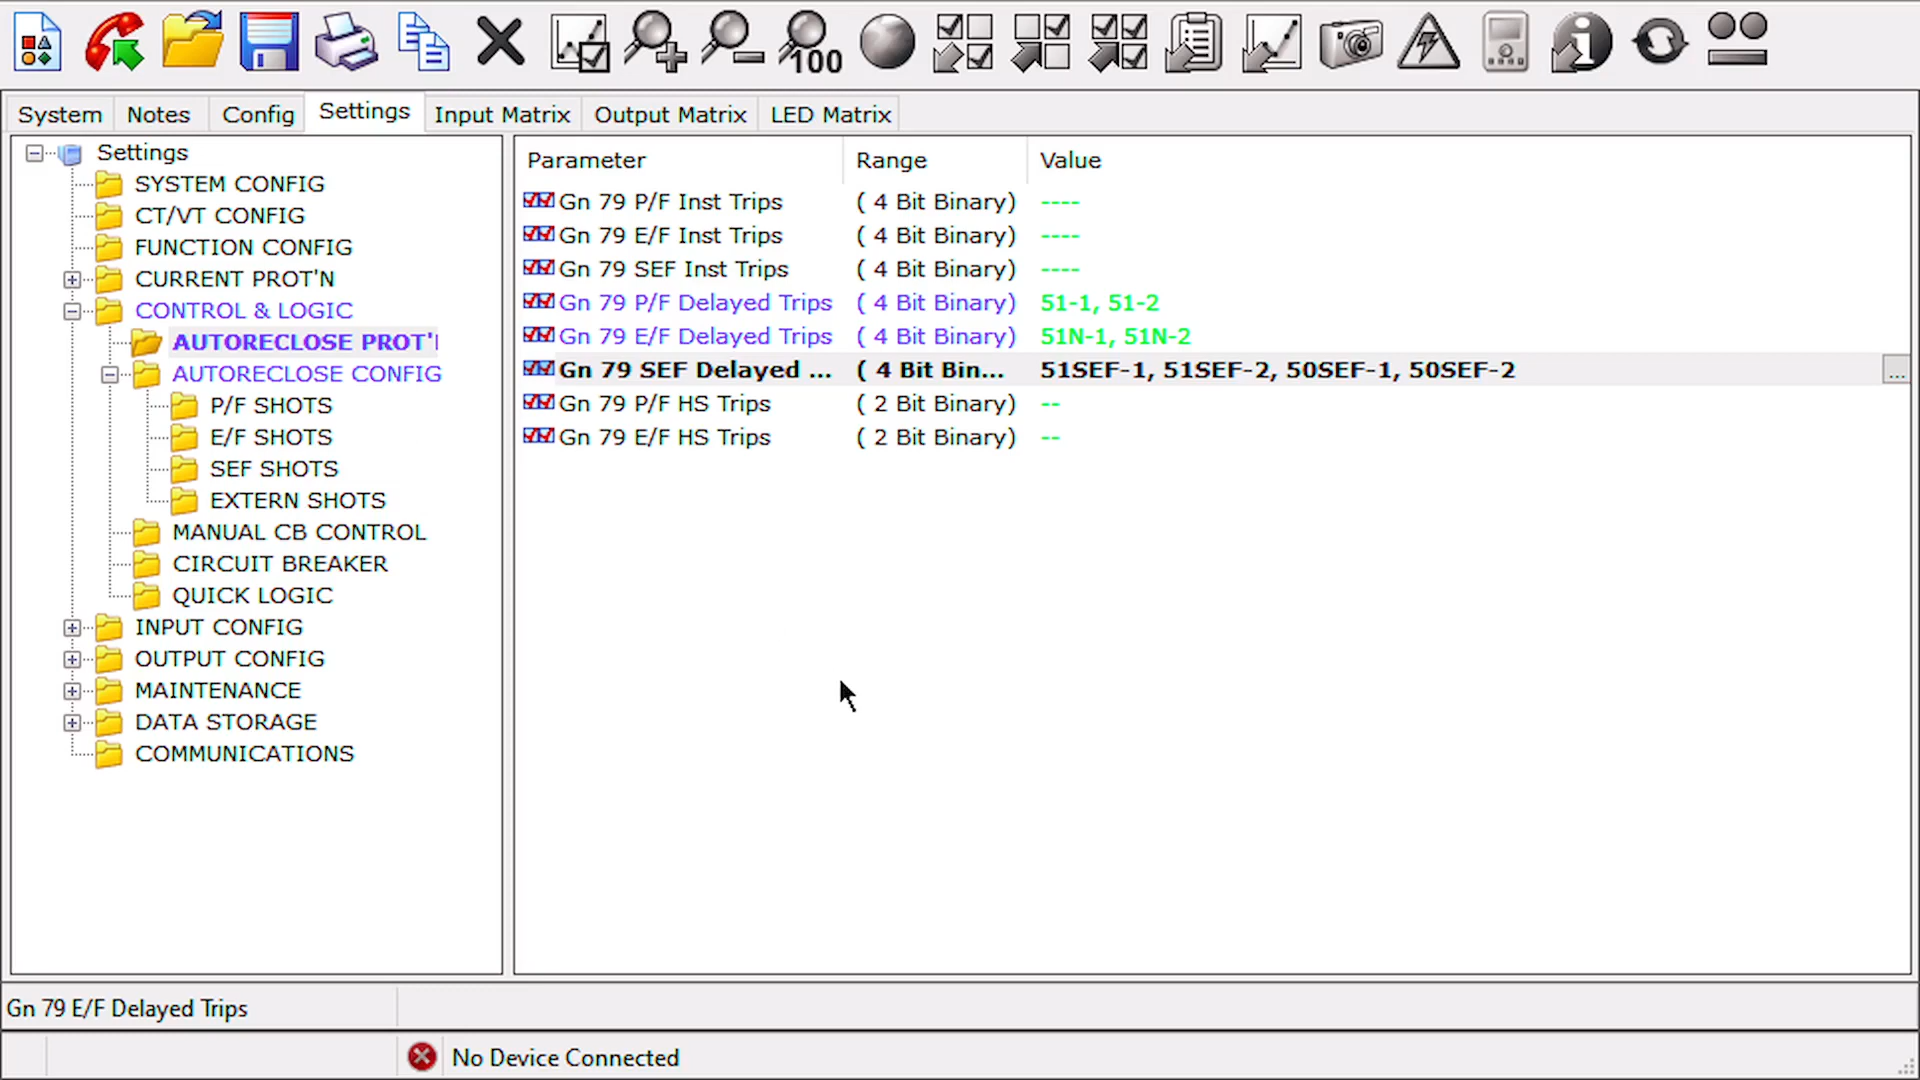 100
System Notes Config Settings Input Matrix Output Matrix LED Matrix
Settings
SYSTEM CONFIG
CT/VT CONFIG
FUNCTION CONFIG
CURRENT PROT'N
CONTROL & LOGIC
AUTORECLOSE PROT'
AUTORECLOSE CONFIG
P/F SHOTS
E/F SHOTS
SEF SHOTS
EXTERN SHOTS
MANUAL CB CONTROL
CIRCUIT BREAKER
QUICK LOGIC
INPUT CONFIG
OUTPUT CONFIG
MAINTENANCE
DATA STORAGE
COMMUNICATIONS
Parameter Range Value
Gn 79 P/F Inst Trips ( 4 Bit Binary) ----
Gn 79 E/F Inst Trips ( 4 Bit Binary) ----
Gn 79 SEF Inst Trips ( 4 Bit Binary) ----
Gn 79 P/F Delayed Trips ( 4 Bit Binary) 51-1, 51-2
Gn 79 E/F Delayed Trips ( 4 Bit Binary) 51N-1, 51N-2
Gn 79 SEF Delayed ... ( 4 Bit Bin... 51SEF-1, 51SEF-2, 50SEF-1, 50SEF-2 ...
Gn 79 P/F HS Trips ( 2 Bit Binary) --
Gn 79 E/F HS Trips ( 2 Bit Binary) --
Gn 79 E/F Delayed Trips
No Device Connected